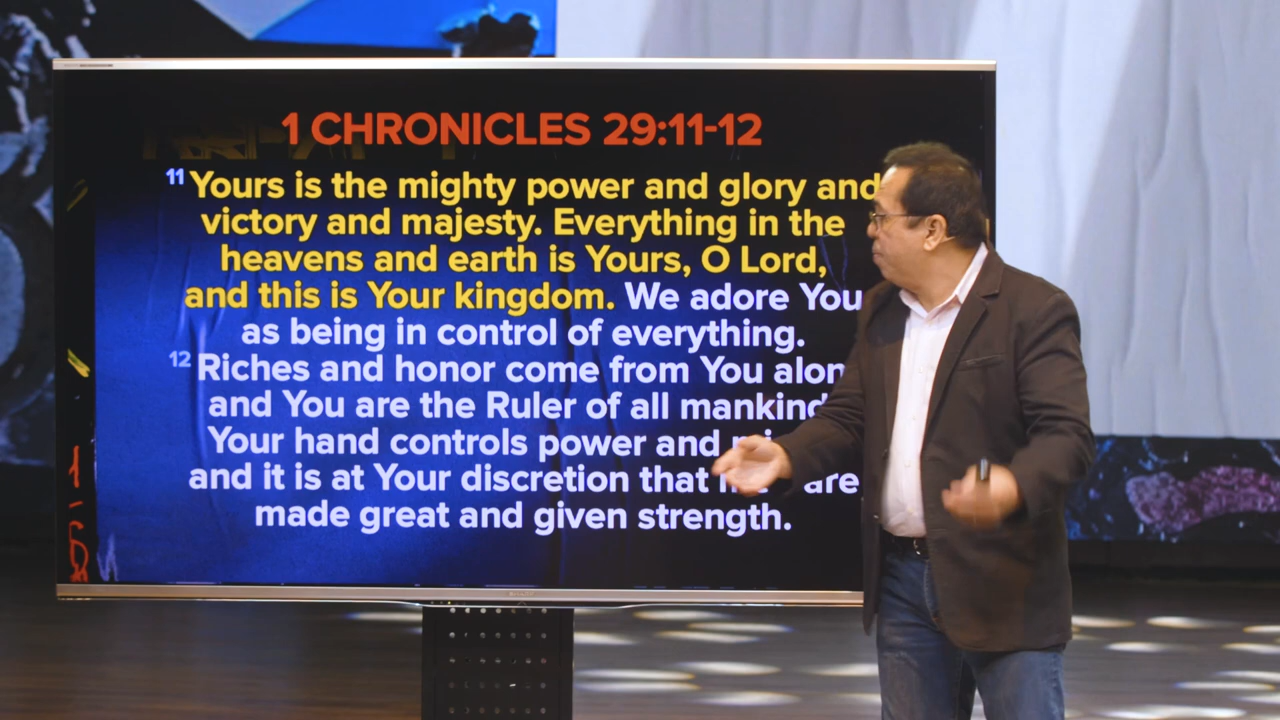 1 CHRONICLES 29:11-12
11 Yours is the mighty power and glory and
victory and majesty. Everything in the
heavens and earth is Yours, O Lord,
and this is Your kingdom. We adore You
as being in control of everything.
12 Riches and honor come from You alon
and You are the Ruler of all mankind
Your hand controls power and
and it is at Your discretion that are
made great and given strength.